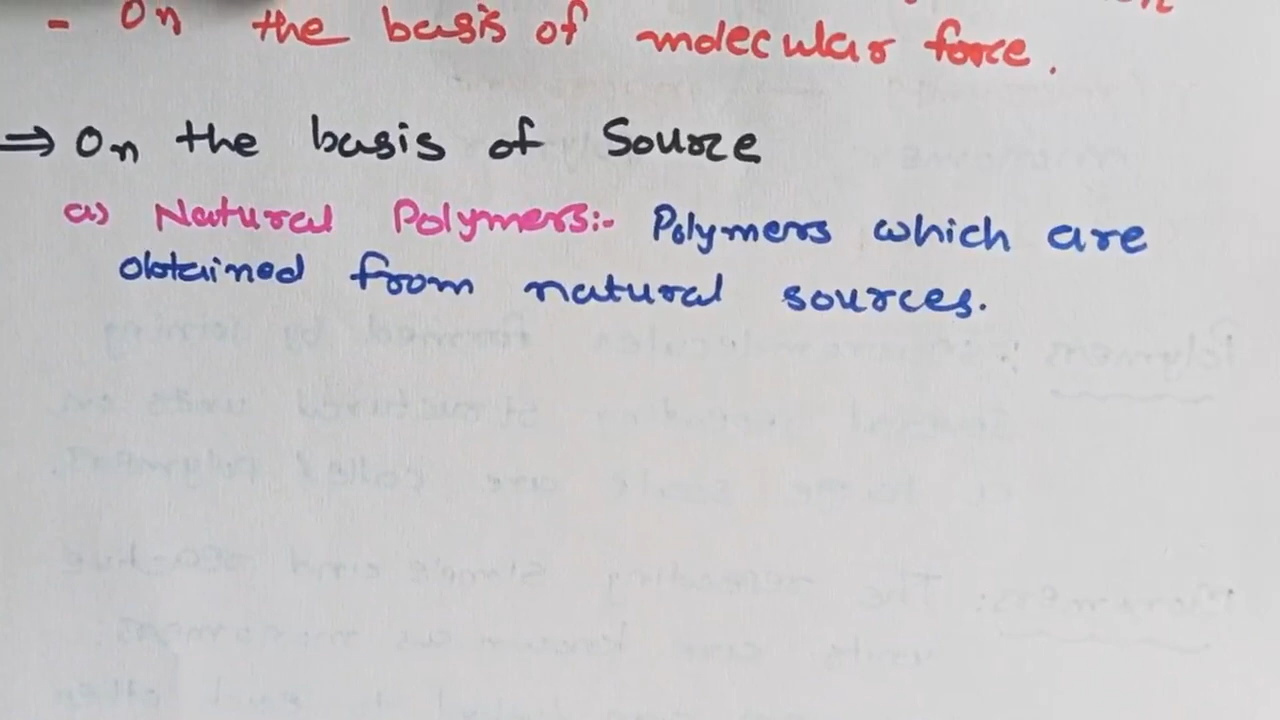 - On the basis of molecular force.
⇒ On the basis of Source
a) Natural Polymers:- Polymers which are
obtained from natural sources.